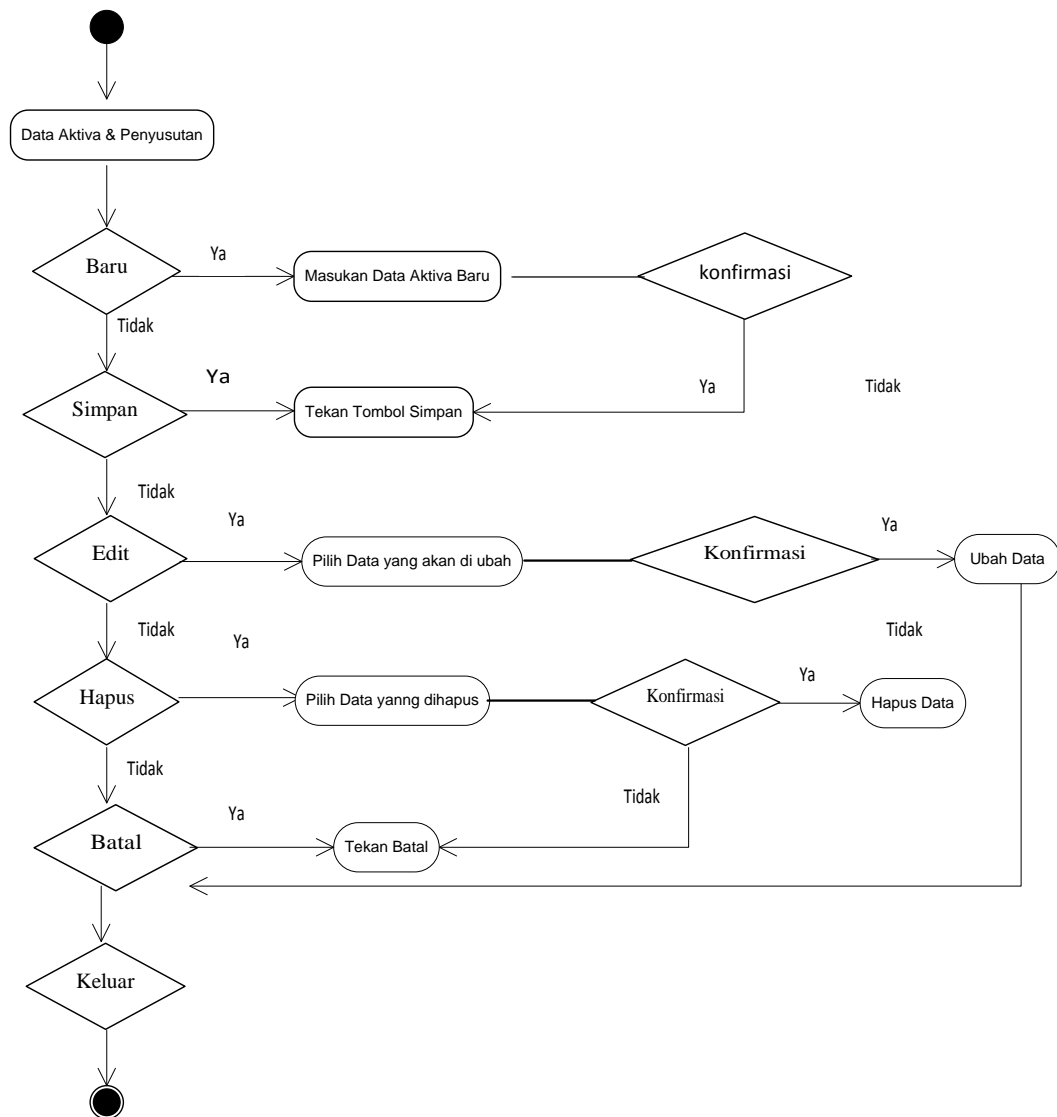 Data Aktiva & Penyusutan
Baru
Ya
Masukan Data Aktiva Baru
konfirmasi
Tidak
Simpan
Ya
Tekan Tombol Simpan
Ya
Tidak
Tidak
Edit
Ya
Pilih Data yang akan di ubah
Konfirmasi
Ya
Ubah Data
Tidak
Ya
Tidak
Hapus
Pilih Data yanng dihapus
Konfirmasi
Ya
Hapus Data
Tidak
Tidak
Batal
Ya
Tekan Batal
Keluar